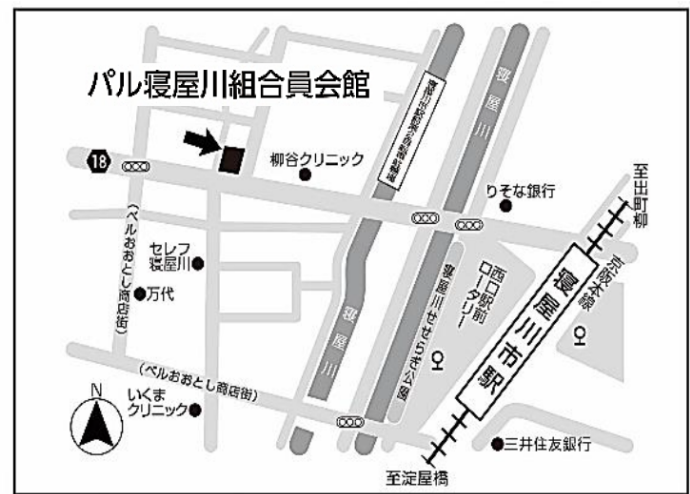 パル寝屋川組合員会館
18
柳谷クリニック
寝屋川
りそな銀行
至出町柳
京阪本線
寝屋川市駅
西口駅前
ロータリー
寝屋川せせらぎ公園
(ベルおおとし商店街)
セレブ
寝屋川
万代
寝屋川
(ベルおおとし商店街)
いくま
クリニック
N
三井住友銀行
至淀屋橋